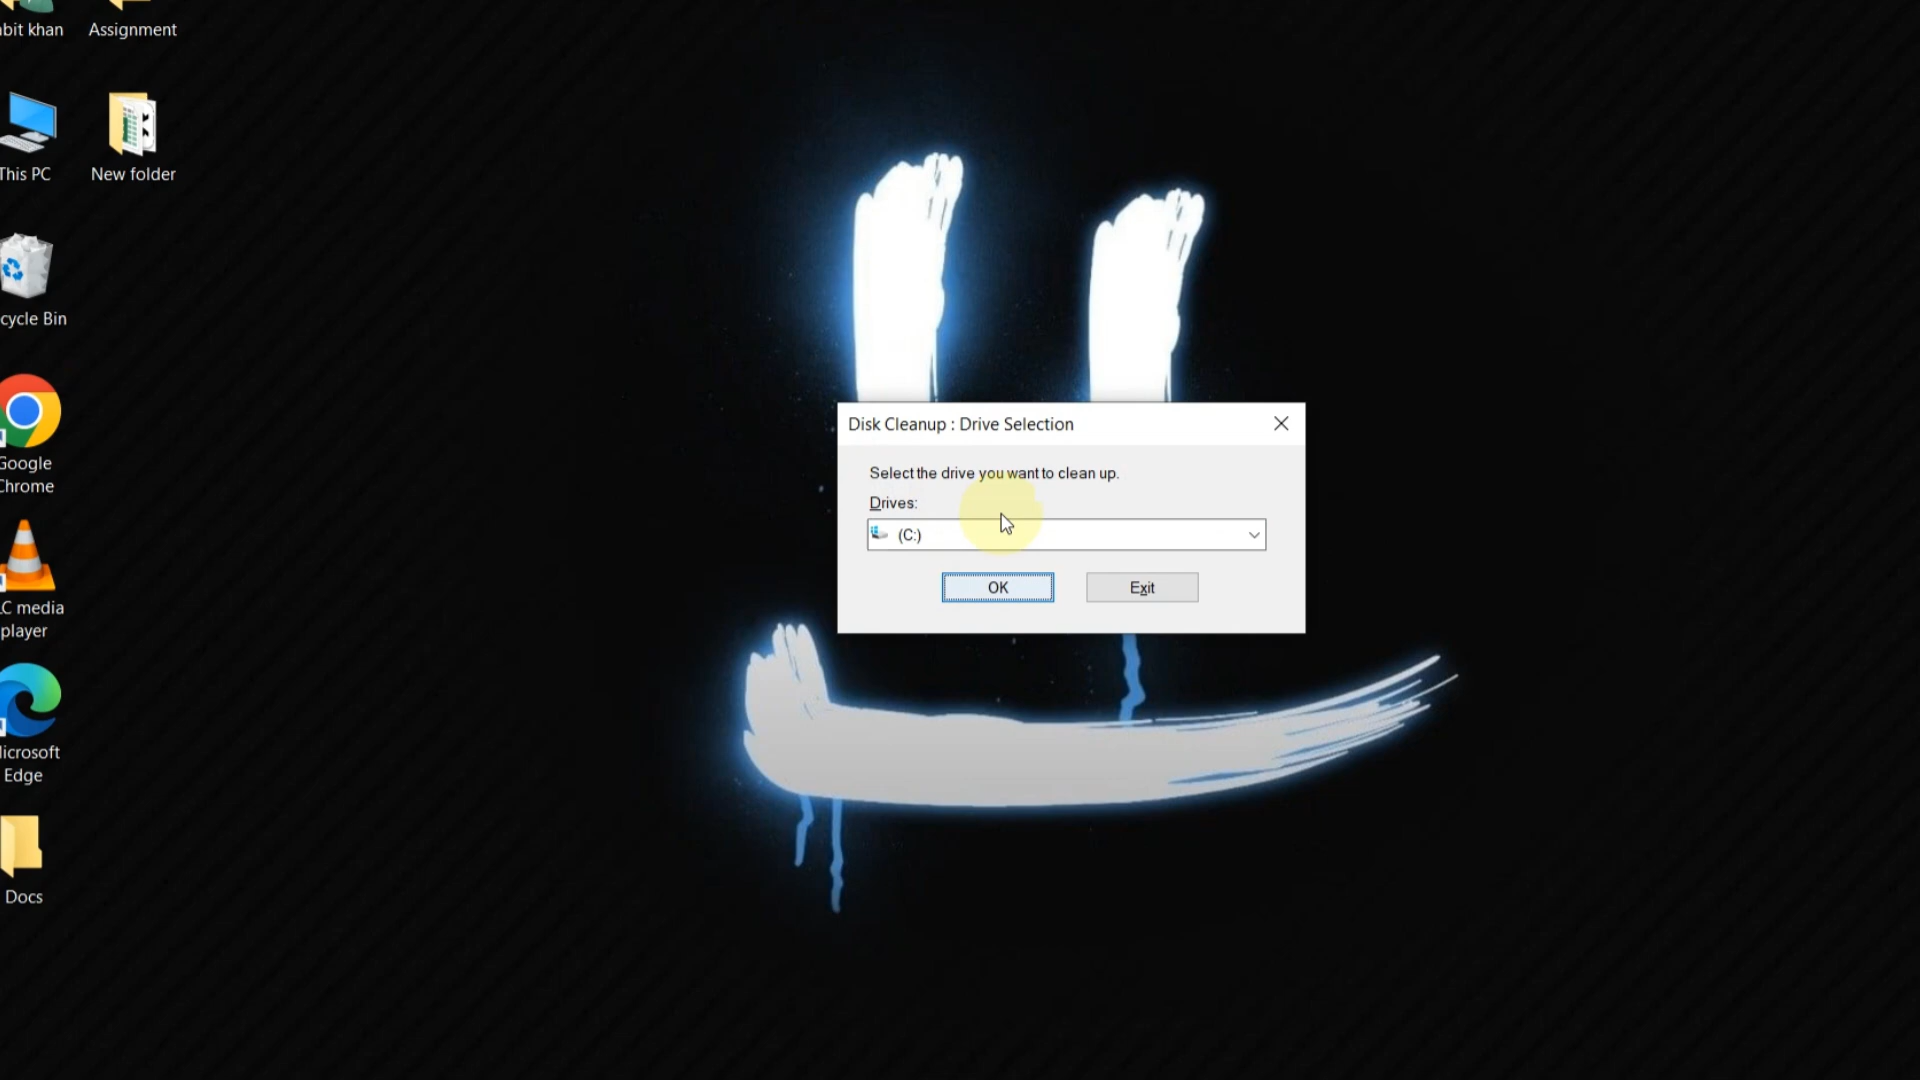 bit khan
Assignment
This PC
New folder
cycle Bin
Google
Chrome
LC media
player
icrosoft
Edge
Docs
Disk Cleanup : Drive Selection
Select the drive you want to clean up.
Drives:
(C:)
OK
Exit